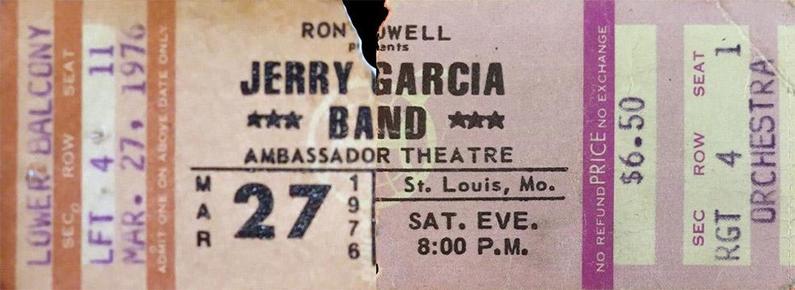 LOWER BALCONY
SEC. ROW SEAT
LFT 4 11
MAR. 27, 1976
ADMIT ONE ON ABOVE DATE ONLY
RON
JERRY GARCIA
*** BAND ***
AMBASSADOR THEATRE
MAR 27 1976
St. Louis, Mo.
SAT. EVE.
8:00 P.M.
NO REFUND PRICE NO EXCHANGE
$6.50
SEC ROW SEAT
RGT 4 1
ORCHESTRA